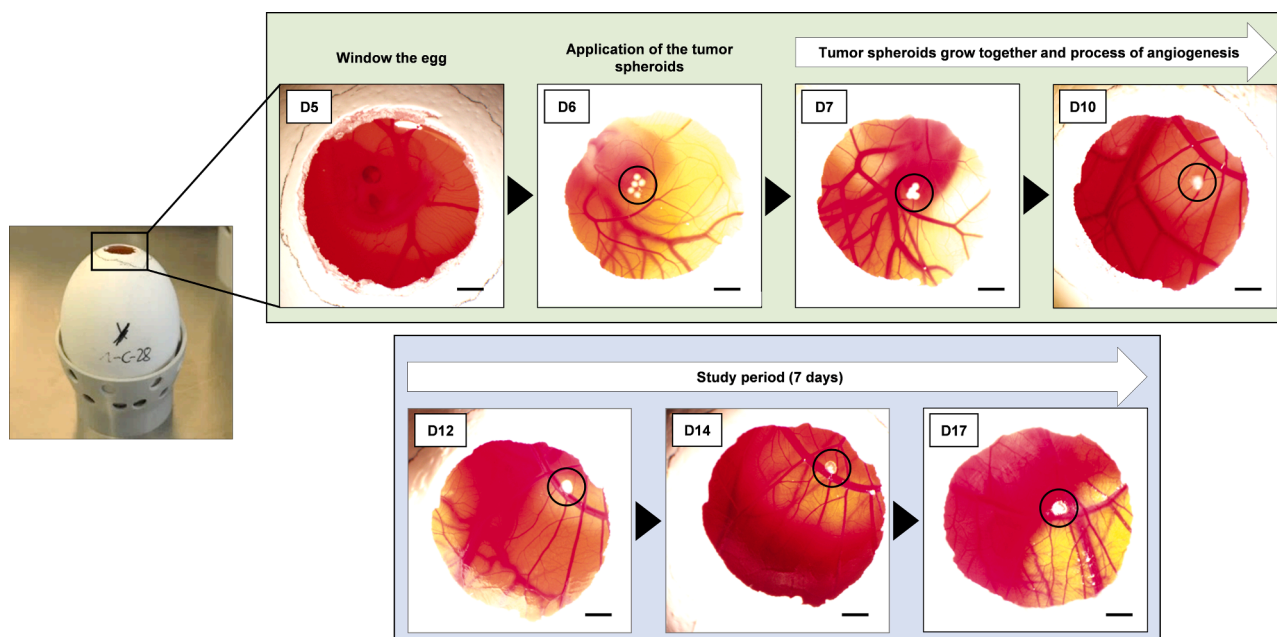 Window the egg
Application of the tumor
spheroids
Tumor spheroids grow together and process of angiogenesis
D5
D6
D7
D10
1-C-28
Study period (7 days)
D12
D14
D17